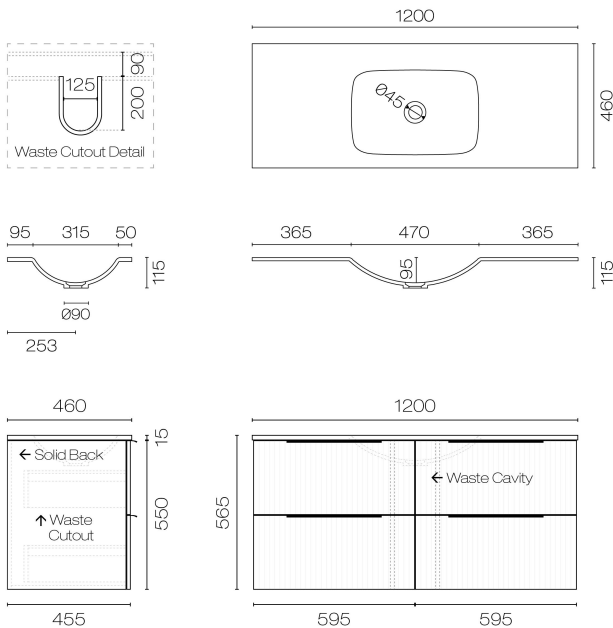 1200
90
125
200
Waste Cutout Detail
Ø45
460
95 315 50
115
Ø90
253
365 470 365
95
115
460
15
← Solid Back
550
↑ Waste
Cutout
455
1200
← Waste Cavity
565
595 595